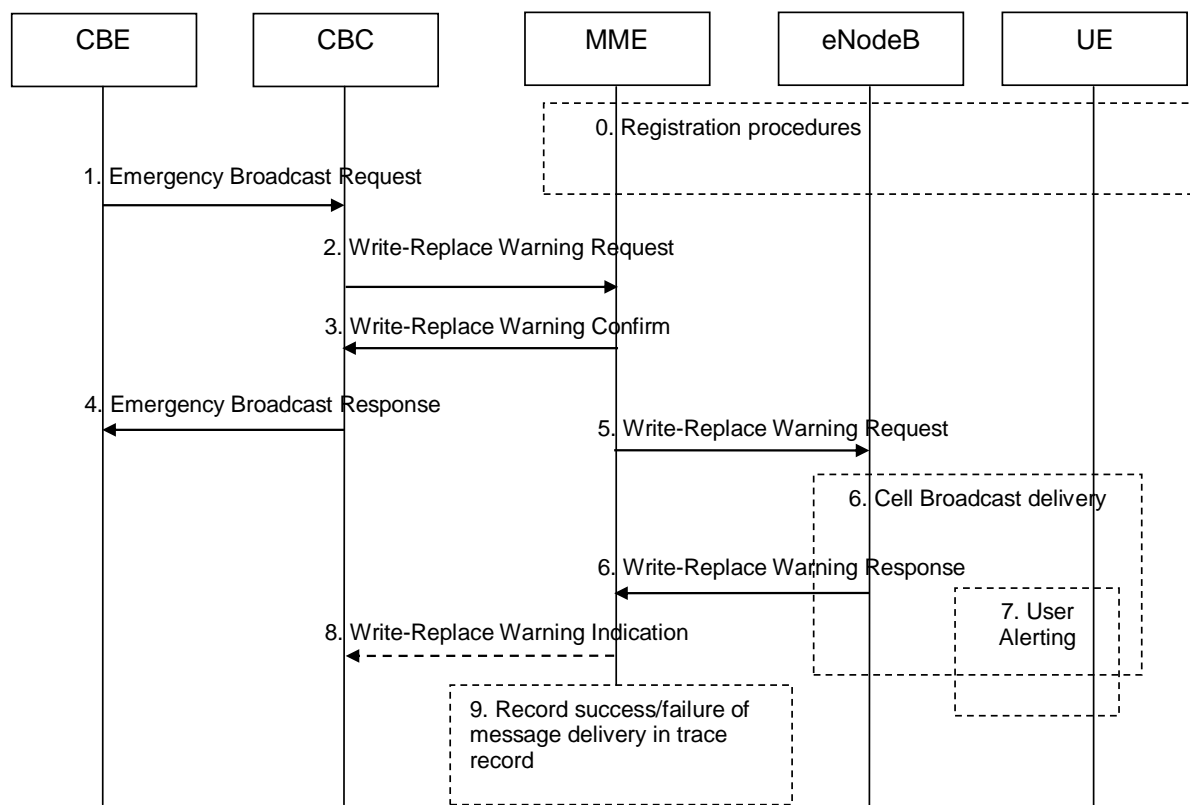 CBE
CBC
MME
eNodeB
UE
0. Registration procedures
1. Emergency Broadcast Request
2. Write-Replace Warning Request
3. Write-Replace Warning Confirm
4. Emergency Broadcast Response
5. Write-Replace Warning Request
6. Cell Broadcast delivery
6. Write-Replace Warning Response
7. User
Alerting
8. Write-Replace Warning Indication
9. Record success/failure of
message delivery in trace
record